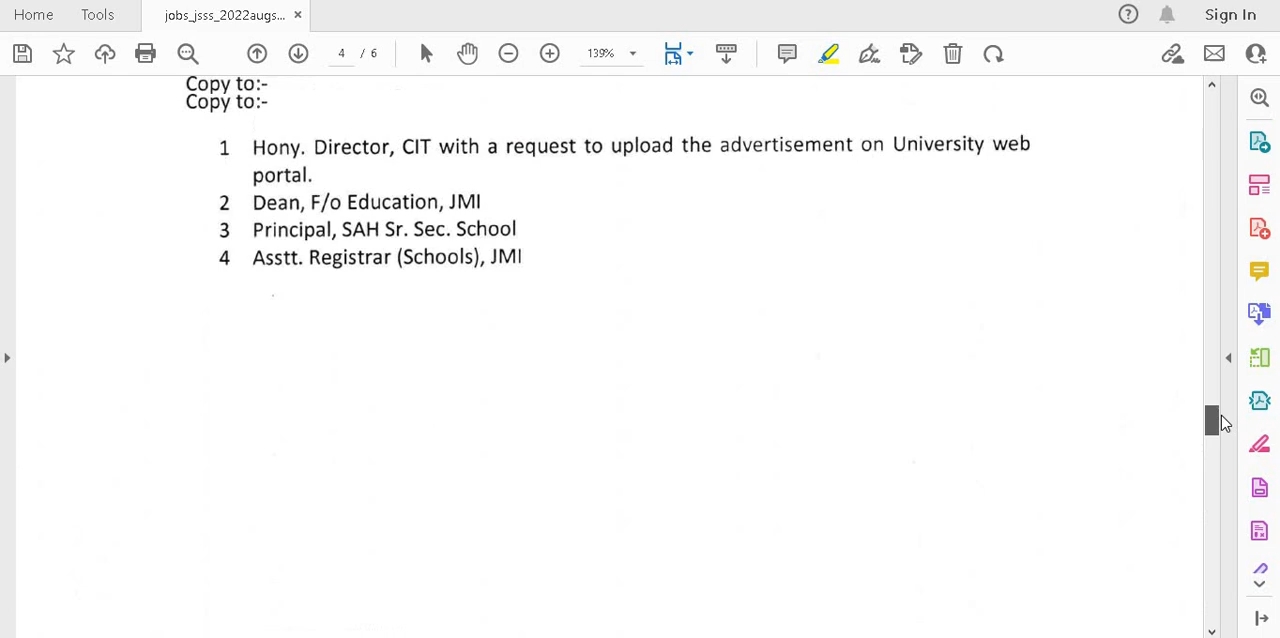 Home Tools jobs_jsss_2022augs... × Sign In
4 / 6 139%
Copy to:-
Copy to:-
1 Hony. Director, CIT with a request to upload the advertisement on University web
portal.
2 Dean, F/o Education, JMI
3 Principal, SAH Sr. Sec. School
4 Asstt. Registrar (Schools), JMI